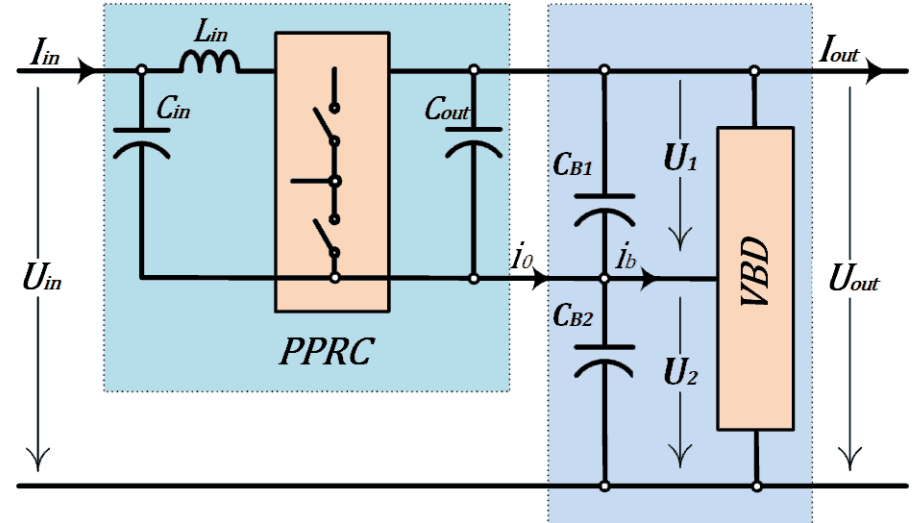 Iin
Lin
Iout
Cin
Cout
CB1
U1
i0
ib
Uin
VBD
Uout
CB2
PPRC
U2